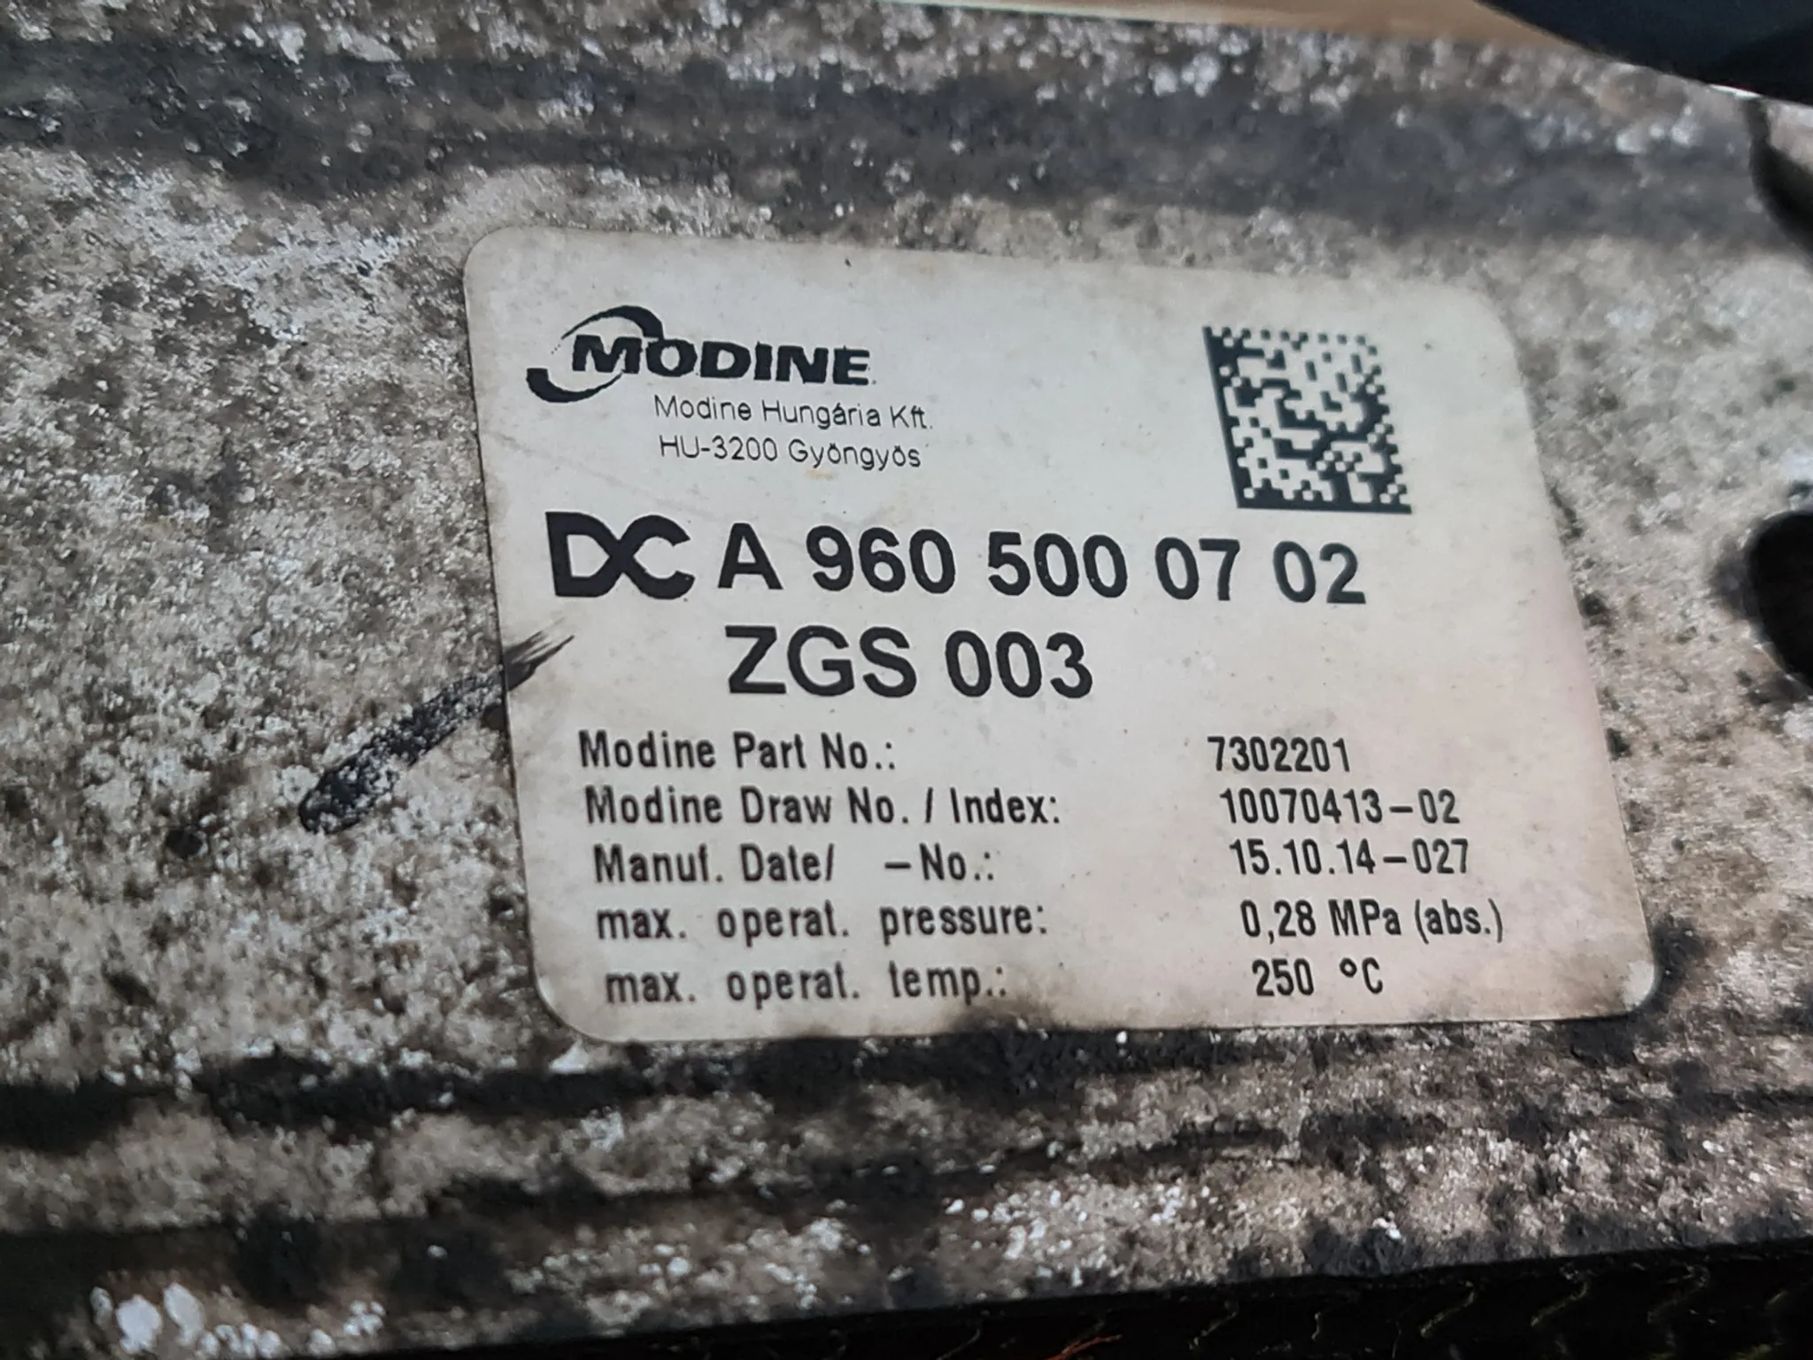 MODINE
Modine Hungária Kft.
HU-3200 Gyöngyös
DC A 960 500 07 02
ZGS 003
Modine Part No.: 7302201
Modine Draw No. / Index: 10070413-02
Manuf. Date/ -No.: 15.10.14-027
max. operat. pressure: 0,28 MPa (abs.)
max. operat. temp.: 250 °C